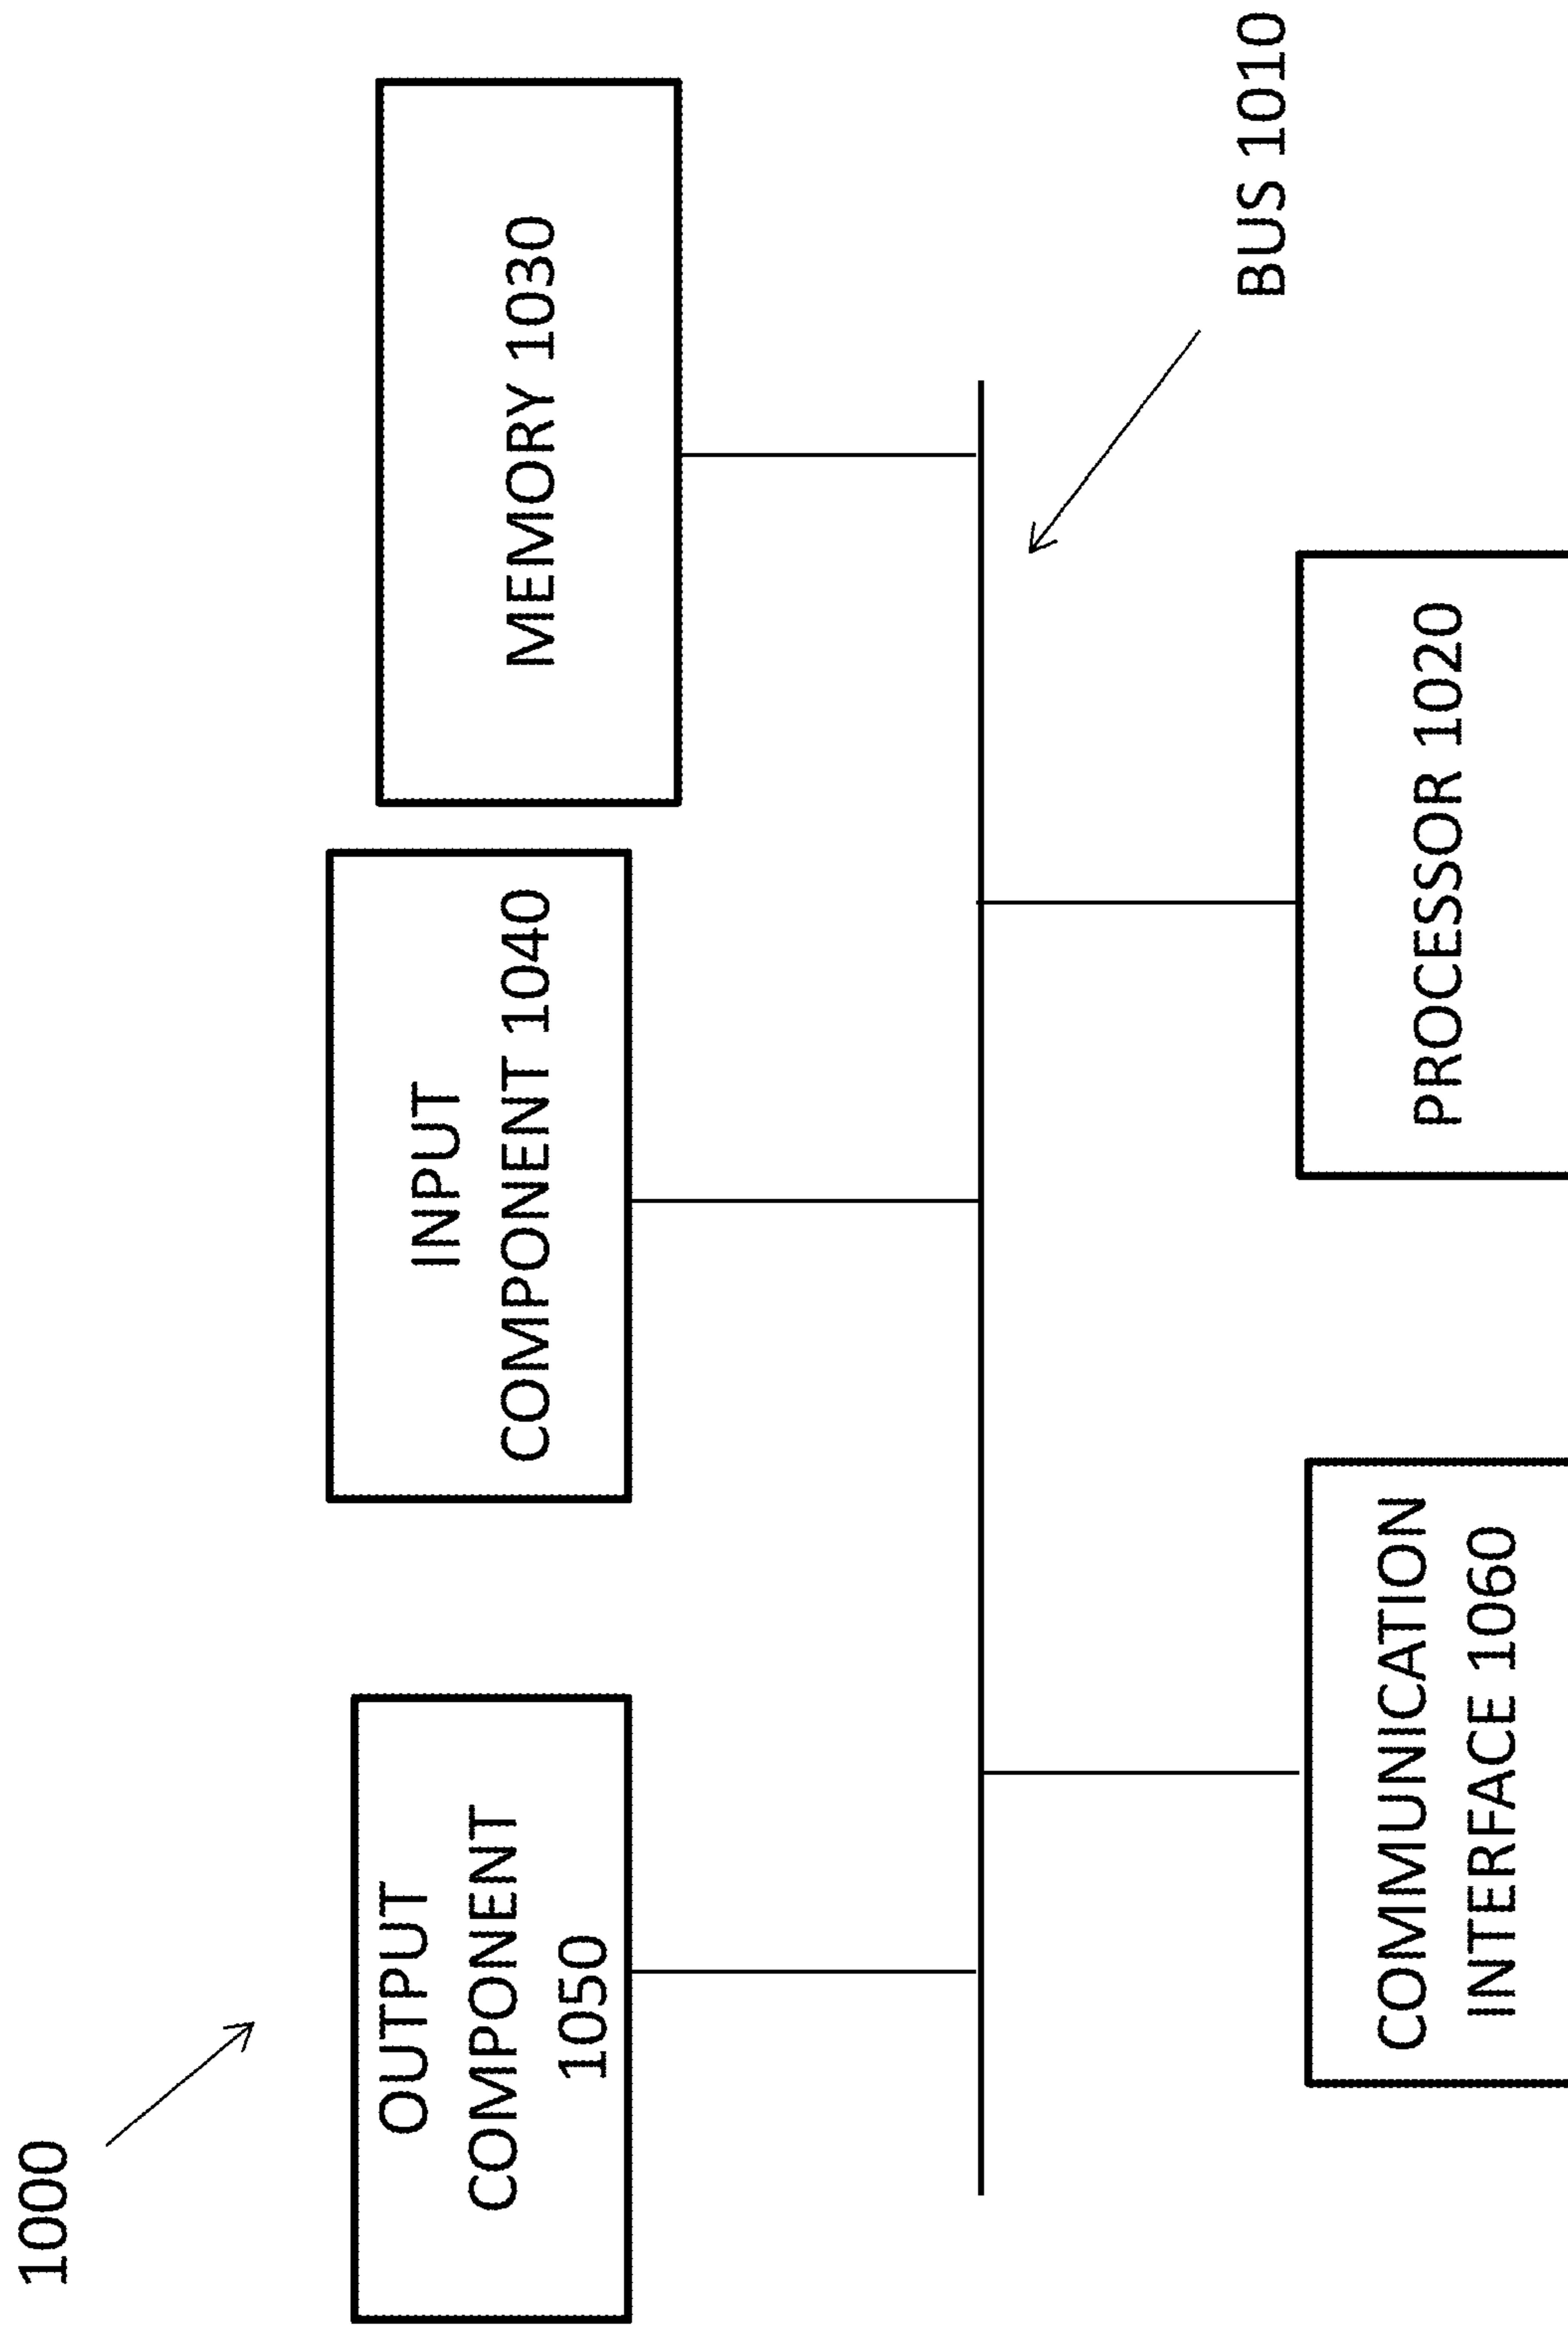 1000
OUTPUT
COMPONENT
1050
INPUT
COMPONENT 1040
MEMORY 1030
BUS 1010
COMMUNICATION
INTERFACE 1060
PROCESSOR 1020